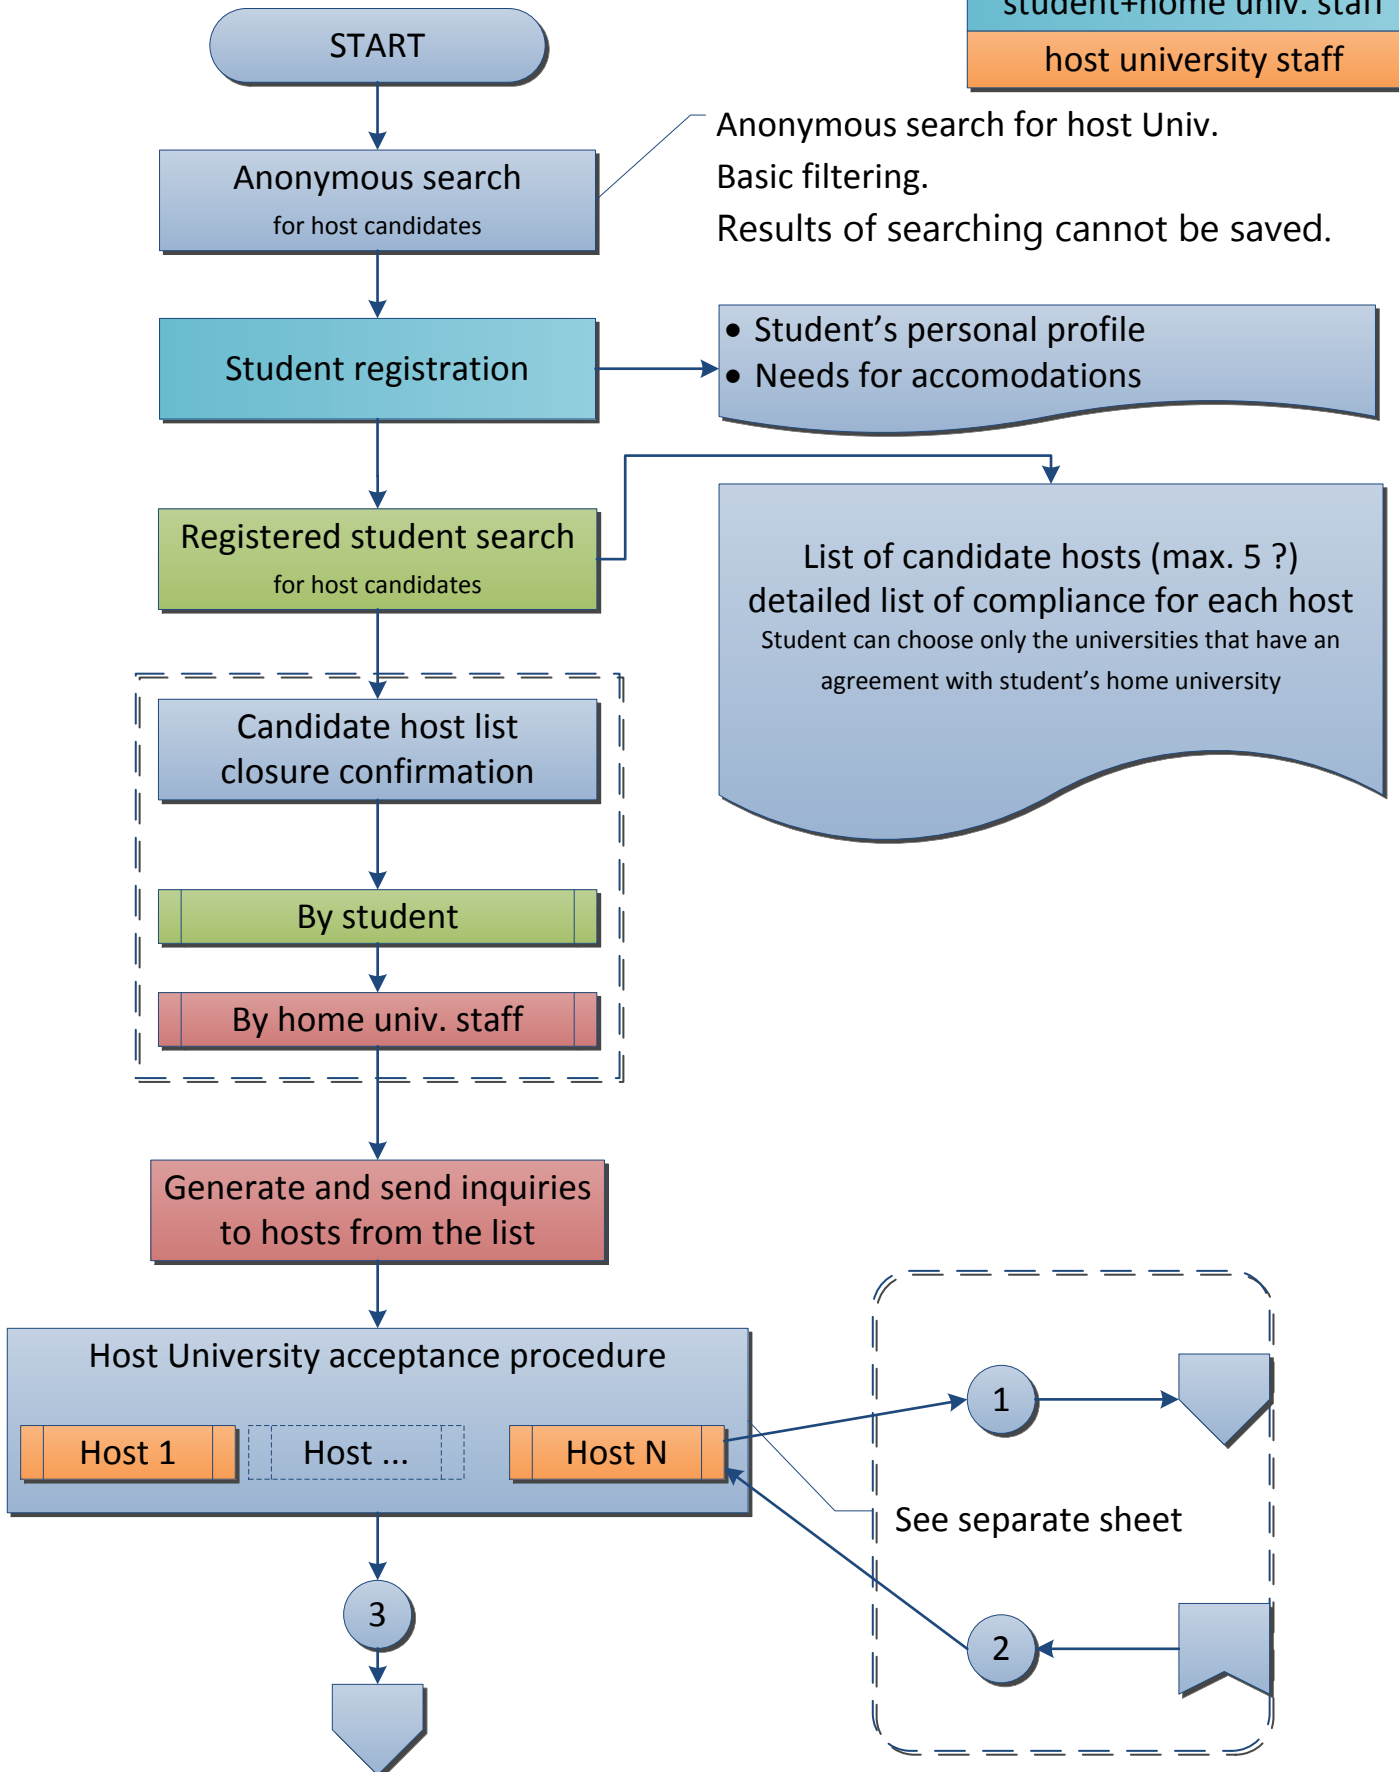 student+home univ. staff
host university staff
START
Anonymous search for host Univ.
Basic filtering.
Results of searching cannot be saved.
Anonymous search
for host candidates
Student registration
• Student's personal profile
• Needs for accomodations
Registered student search
for host candidates
List of candidate hosts (max. 5 ?)
detailed list of compliance for each host
Student can choose only the universities that have an
agreement with student's home university
Candidate host list
closure confirmation
By student
By home univ. staff
Generate and send inquiries
to hosts from the list
Host University acceptance procedure
Host 1
Host ...
Host N
1
See separate sheet
2
3